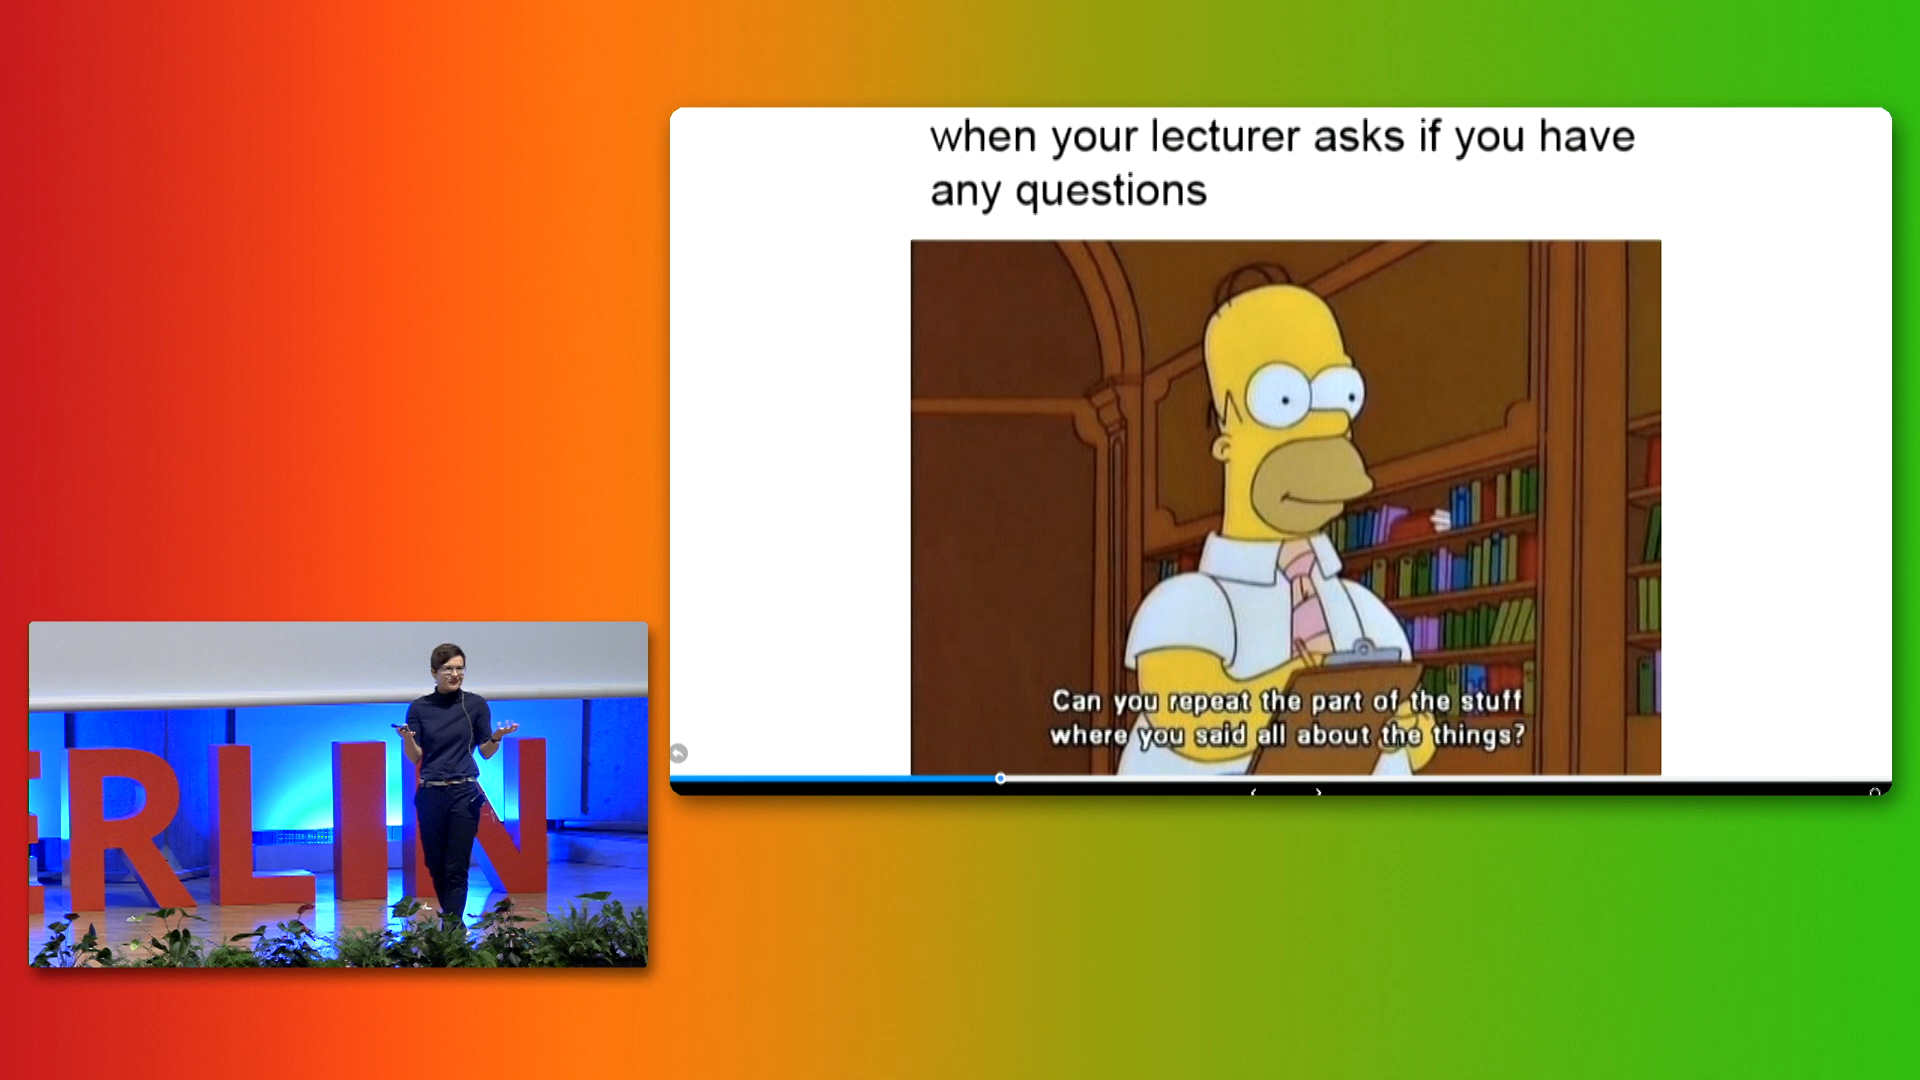 when your lecturer asks if you have
any questions
Can you repeat the part of the stuff
where you said all about the things?
ERLIN